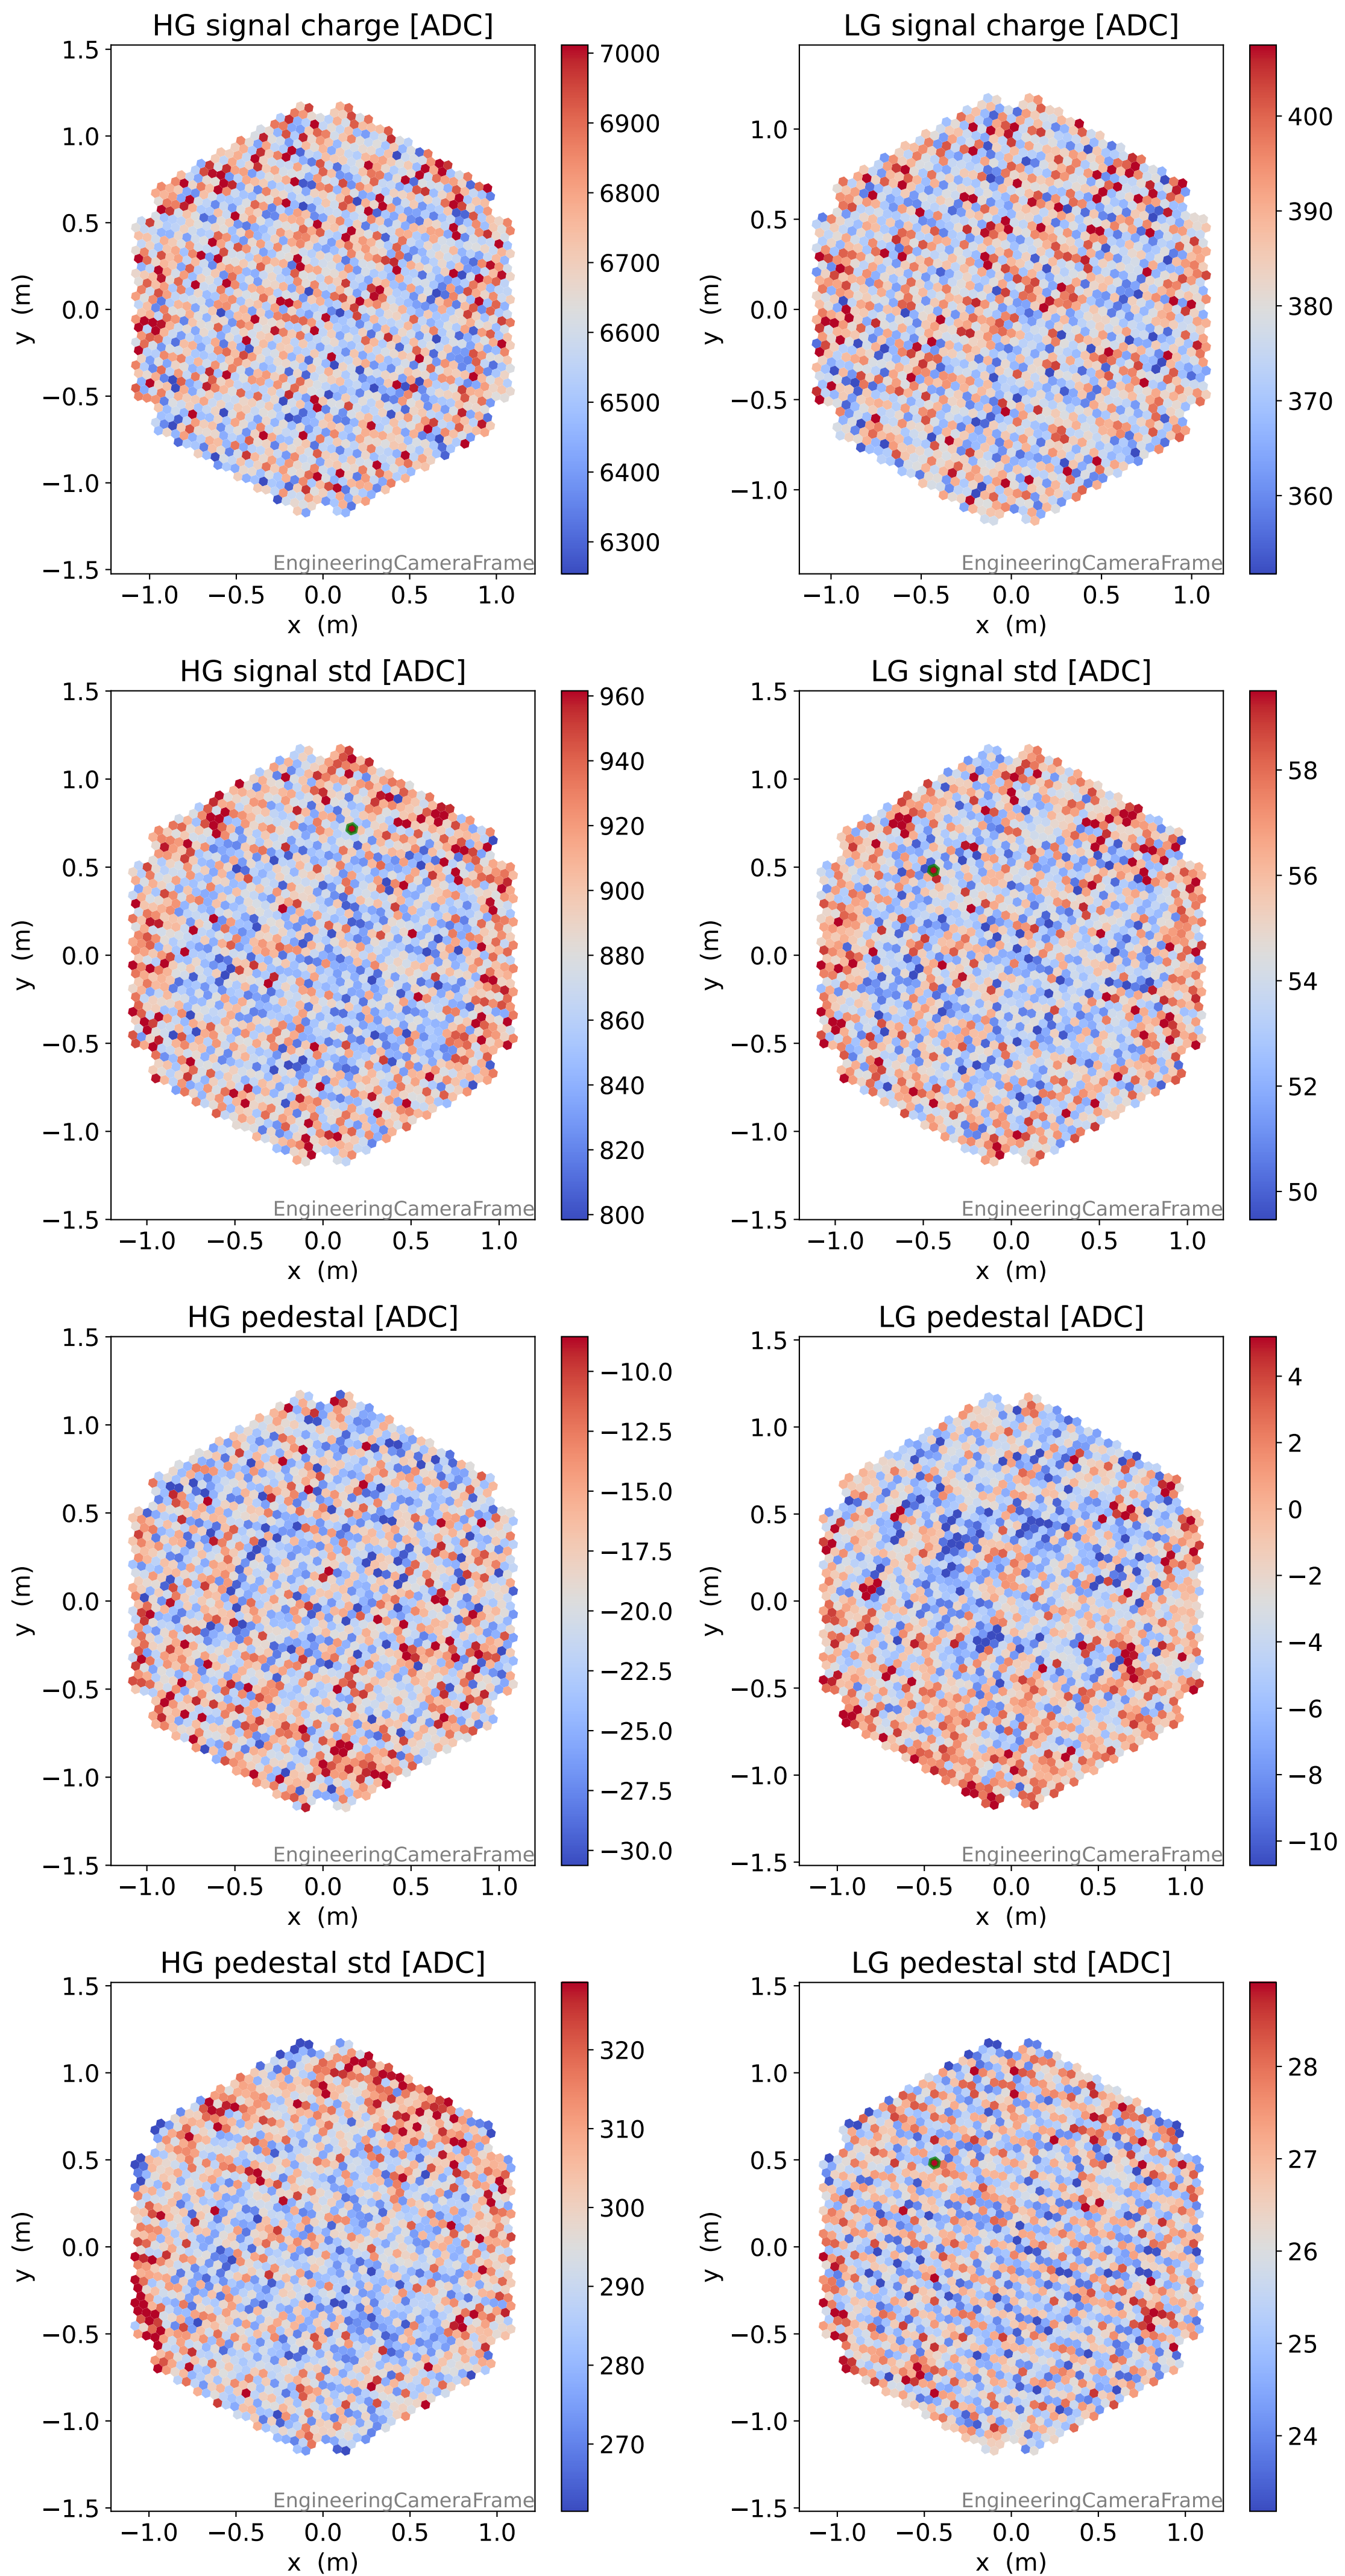 HG signal charge [ADC]
1.5
1.0
0.5
0.0
−0.5
−1.0
−1.5
y (m)
−1.0 −0.5 0.0 0.5 1.0
x (m)
EngineeringCameraFrame
7000
6900
6800
6700
6600
6500
6400
6300
LG signal charge [ADC]
1.0
0.5
0.0
−0.5
−1.0
y (m)
−1.0 −0.5 0.0 0.5 1.0
x (m)
EngineeringCameraFrame
400
390
380
370
360
HG signal std [ADC]
1.5
1.0
0.5
0.0
−0.5
−1.0
−1.5
y (m)
−1.0 −0.5 0.0 0.5 1.0
x (m)
EngineeringCameraFrame
960
940
920
900
880
860
840
820
800
LG signal std [ADC]
1.5
1.0
0.5
0.0
−0.5
−1.0
−1.5
y (m)
−1.0 −0.5 0.0 0.5 1.0
x (m)
EngineeringCameraFrame
58
56
54
52
50
HG pedestal [ADC]
1.5
1.0
0.5
0.0
−0.5
−1.0
−1.5
y (m)
−1.0 −0.5 0.0 0.5 1.0
x (m)
EngineeringCameraFrame
−10.0
−12.5
−15.0
−17.5
−20.0
−22.5
−25.0
−27.5
−30.0
LG pedestal [ADC]
1.5
1.0
0.5
0.0
−0.5
−1.0
−1.5
y (m)
−1.0 −0.5 0.0 0.5 1.0
x (m)
EngineeringCameraFrame
4
2
0
−2
−4
−6
−8
−10
HG pedestal std [ADC]
1.5
1.0
0.5
0.0
−0.5
−1.0
−1.5
y (m)
−1.0 −0.5 0.0 0.5 1.0
x (m)
EngineeringCameraFrame
320
310
300
290
280
270
LG pedestal std [ADC]
1.5
1.0
0.5
0.0
−0.5
−1.0
−1.5
y (m)
−1.0 −0.5 0.0 0.5 1.0
x (m)
EngineeringCameraFrame
28
27
26
25
24